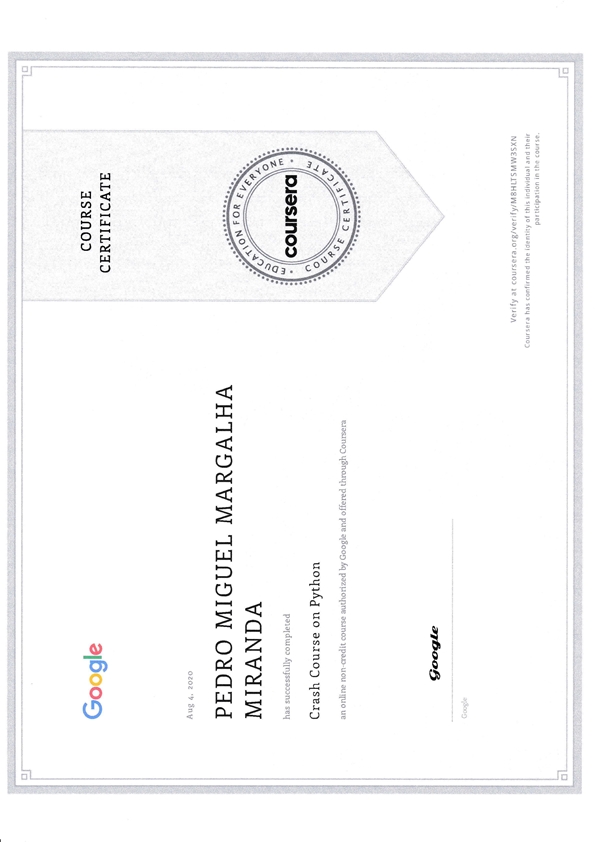 Google
Aug 4, 2020
PEDRO MIGUEL MARGALHA
MIRANDA
has successfully completed
Crash Course on Python
an online non-credit course authorized by Google and offered through Coursera
Google
Google
COURSE
CERTIFICATE
EDUCATION FOR EVERYONE
coursera
COURSE CERTIFICATE
Verify at coursera.org/verify/M8HLTSMW3SXN
Coursera has confirmed the identity of this individual and their
participation in the course.